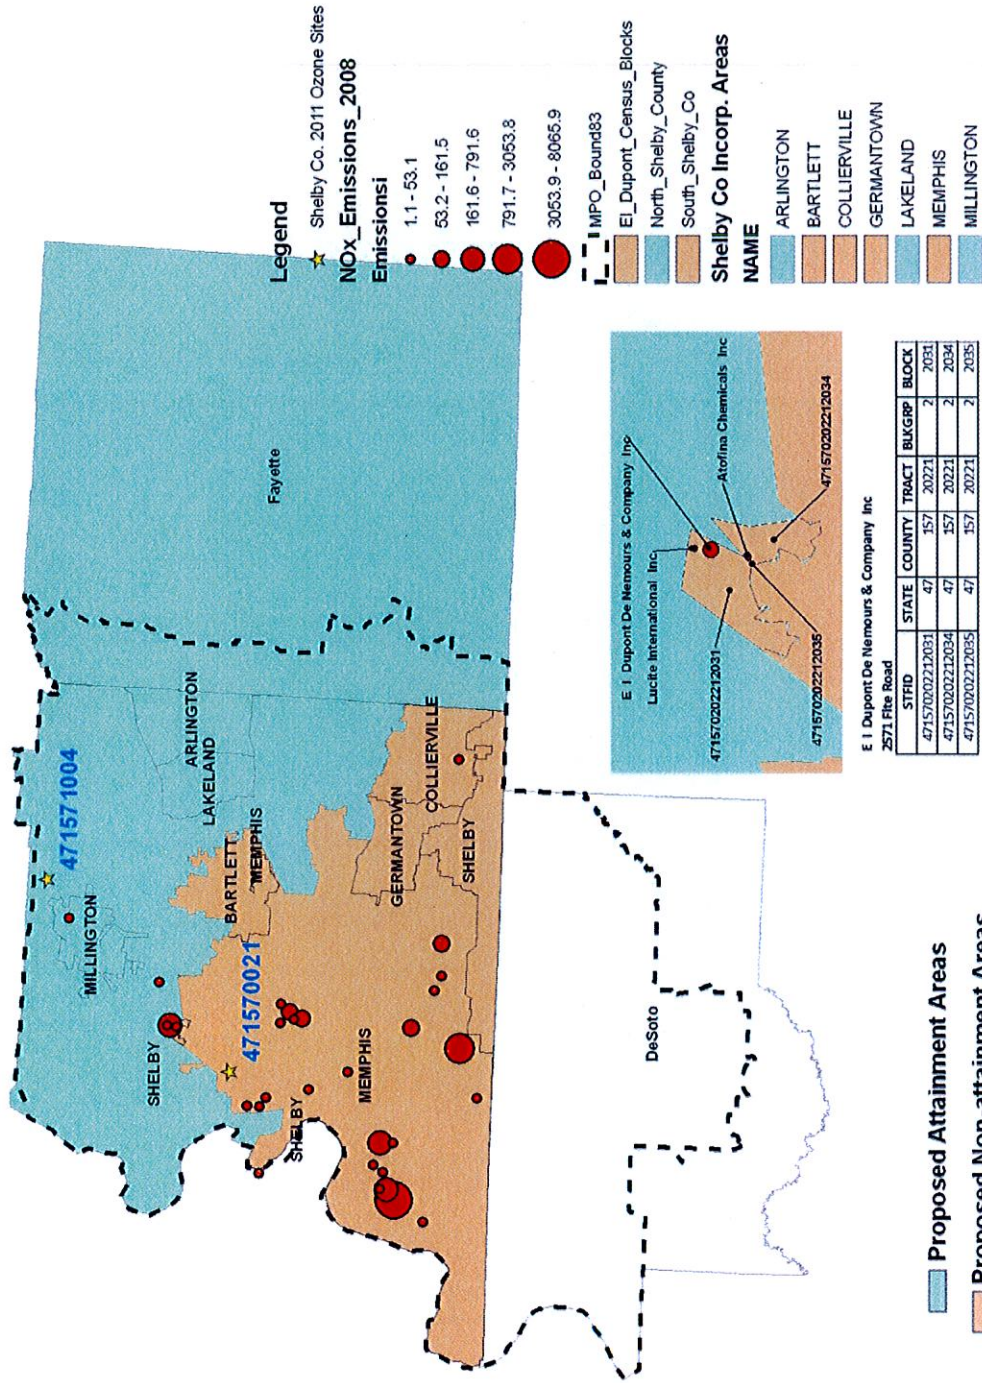 471571004
MILLINGTON
SHELBY
ARLINGTON
LAKELAND
BARTLETT
MEMPHIS
471570021
Fayette
SHELBY
MEMPHIS
GERMANTOWN
COLLIERVILLE
SHELBY
DeSoto
Legend
Shelby Co. 2011 Ozone Sites
NOx_Emissions_2008
Emissionsi
1.1 - 53.1
53.2 - 161.5
161.6 - 791.6
791.7 - 3053.8
3053.9 - 8065.9
MPO_Bound83
EI_Dupont_Census_Blocks
North_Shelby_County
South_Shelby_Co
Shelby Co Incorp. Areas
NAME
ARLINGTON
BARTLETT
COLLIERVILLE
GERMANTOWN
LAKELAND
MEMPHIS
MILLINGTON
E I Dupont De Nemours & Company Inc
Lucite International Inc
Atofina Chemicals Inc
471570202212031
471570202212035
471570202212034
E I Dupont De Nemours & Company Inc
2571 Fite Road
STFID STATE COUNTY TRACT BLKGRP BLOCK
471570202212031 47 157 20221 2 2031
471570202212034 47 157 20221 2 2034
471570202212035 47 157 20221 2 2035
Proposed Attainment Areas
Proposed Non-attainment Areas